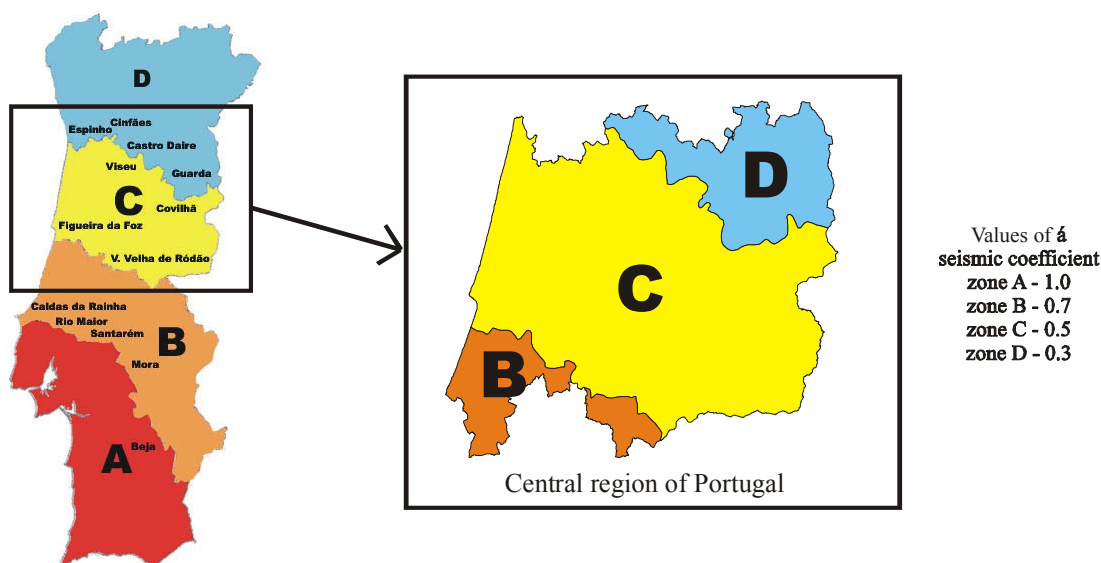 D
Cinfães
Espinho
Castro Daire
Viseu
Guarda
C
Covilhã
Figueira da Foz
V. Velha de Ródão
Caldas da Rainha
Rio Maior
Santarém
B
Mora
A
Beja
D
C
B
Central region of Portugal
Values of á
seismic coefficient
zone A - 1.0
zone B - 0.7
zone C - 0.5
zone D - 0.3